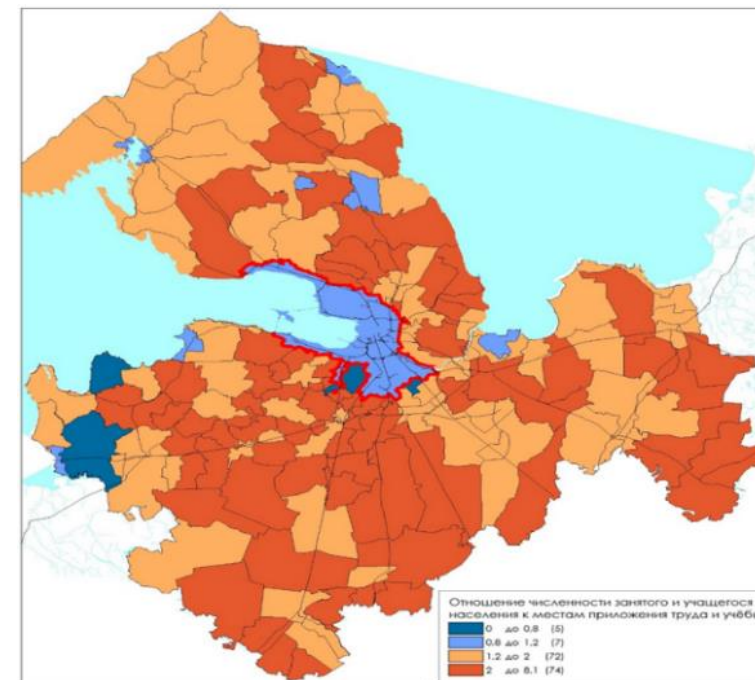 Отношение численности занятого и учащегося
населения к местам приложения труда и учёбы
0 до 0,8 (5)
0,8 до 1,2 (7)
1,2 до 2 (72)
2 до 8,1 (74)